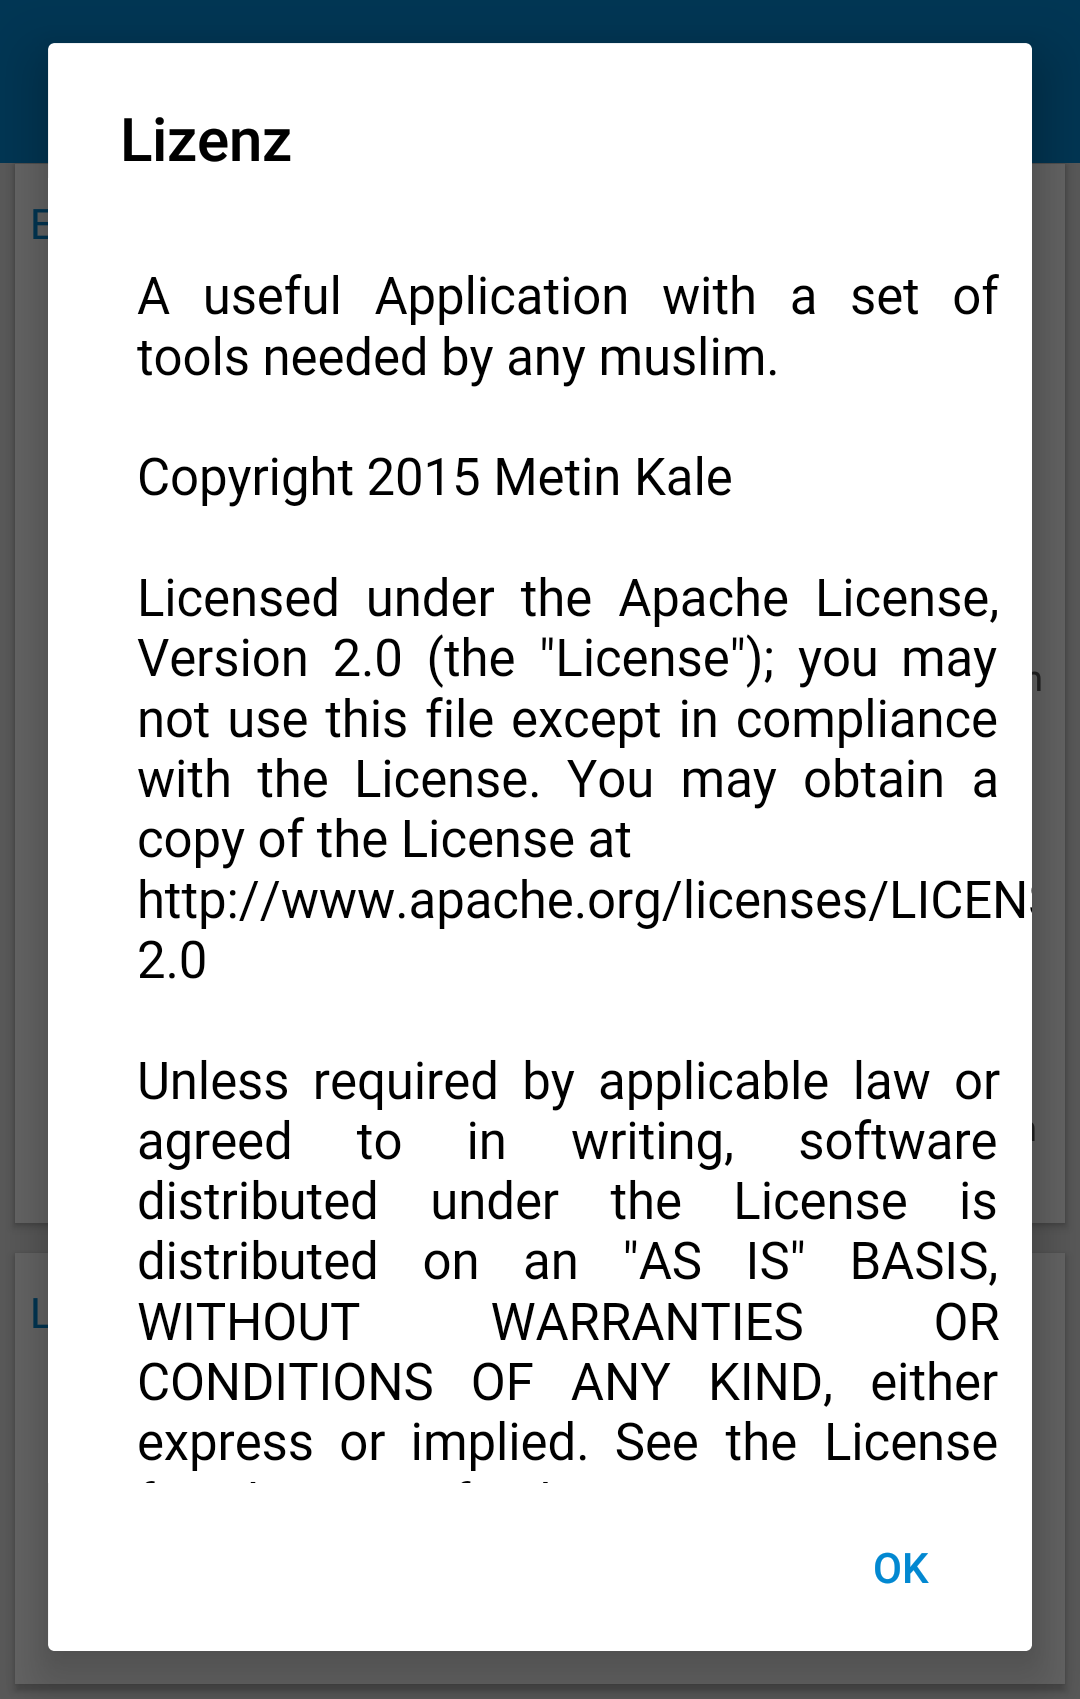 Lizenz
A useful Application with a set of
tools needed by any muslim.
Copyright 2015 Metin Kale
Licensed under the Apache License,
Version 2.0 (the "License"); you may
not use this file except in compliance
with the License. You may obtain a
copy of the License at
http://www.apache.org/licenses/LICEN
2.0
Unless required by applicable law or
agreed to in writing, software
distributed under the License is
distributed on an "AS IS" BASIS,
WITHOUT WARRANTIES OR
CONDITIONS OF ANY KIND, either
express or implied. See the License
OK